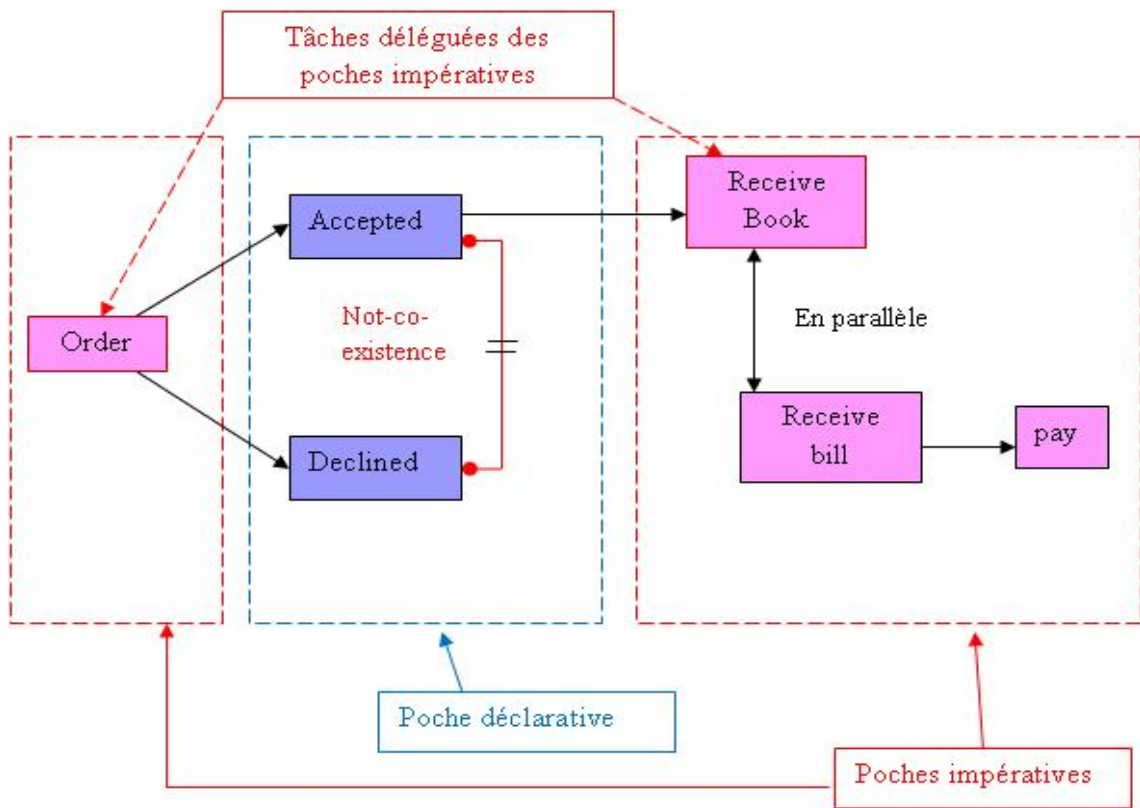 Tâches déléguées des
poches impératives
Receive
Book
Accepted
Order
Not-co-
existence
En parallèle
Declined
Receive
bill
pay
Poche déclarative
Poches impératives